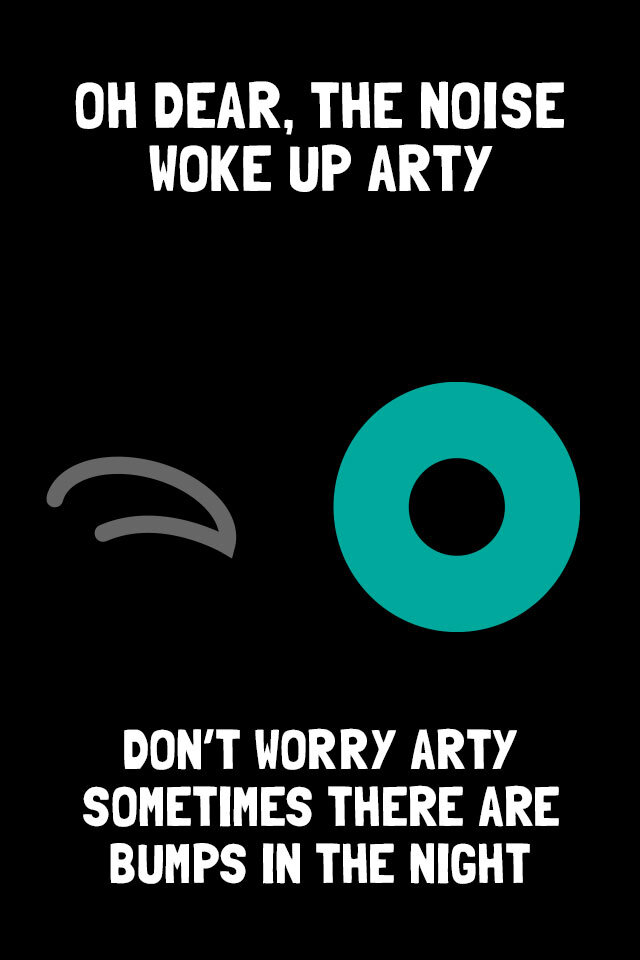 OH DEAR, THE NOISE
WOKE UP ARTY
DON'T WORRY ARTY
SOMETIMES THERE ARE
BUMPS IN THE NIGHT